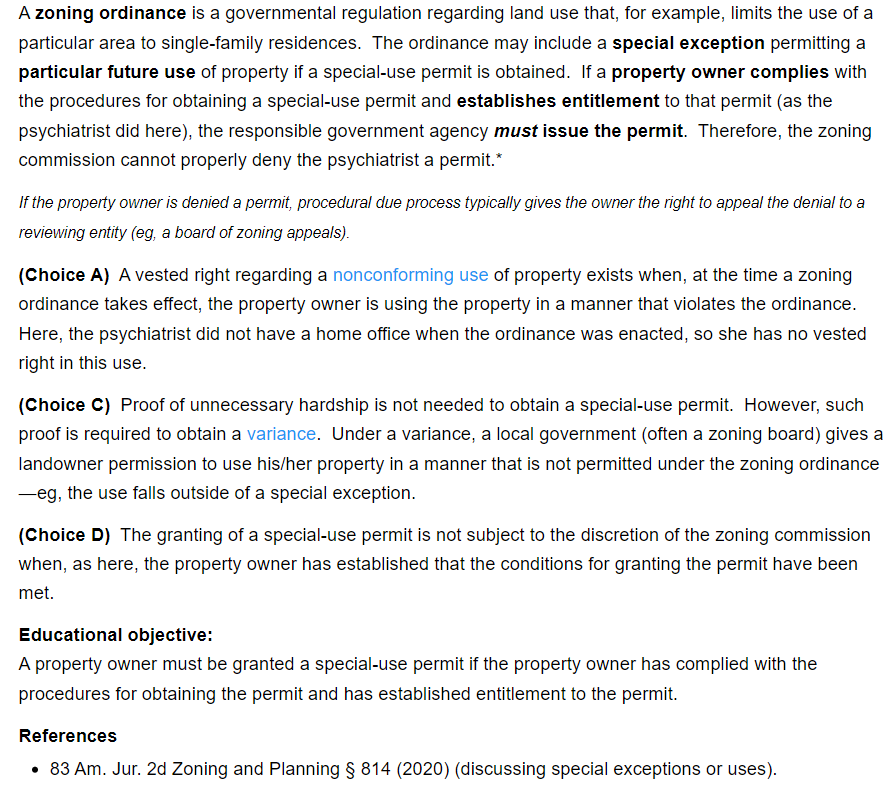 A zoning ordinance is a governmental regulation regarding land use that, for example, limits the use of a
particular area to single-family residences.  The ordinance may include a special exception permitting a
particular future use of property if a special-use permit is obtained.  If a property owner complies with
the procedures for obtaining a special-use permit and establishes entitlement to that permit (as the
psychiatrist did here), the responsible government agency must issue the permit.  Therefore, the zoning
commission cannot properly deny the psychiatrist a permit.*
If the property owner is denied a permit, procedural due process typically gives the owner the right to appeal the denial to a
reviewing entity (eg, a board of zoning appeals).
(Choice A)  A vested right regarding a nonconforming use of property exists when, at the time a zoning
ordinance takes effect, the property owner is using the property in a manner that violates the ordinance.
Here, the psychiatrist did not have a home office when the ordinance was enacted, so she has no vested
right in this use.
(Choice C)  Proof of unnecessary hardship is not needed to obtain a special-use permit.  However, such
proof is required to obtain a variance.  Under a variance, a local government (often a zoning board) gives a
landowner permission to use his/her property in a manner that is not permitted under the zoning ordinance
—eg, the use falls outside of a special exception.
(Choice D)  The granting of a special-use permit is not subject to the discretion of the zoning commission
when, as here, the property owner has established that the conditions for granting the permit have been
met.
Educational objective:
A property owner must be granted a special-use permit if the property owner has complied with the
procedures for obtaining the permit and has established entitlement to the permit.
References
• 83 Am. Jur. 2d Zoning and Planning § 814 (2020) (discussing special exceptions or uses).